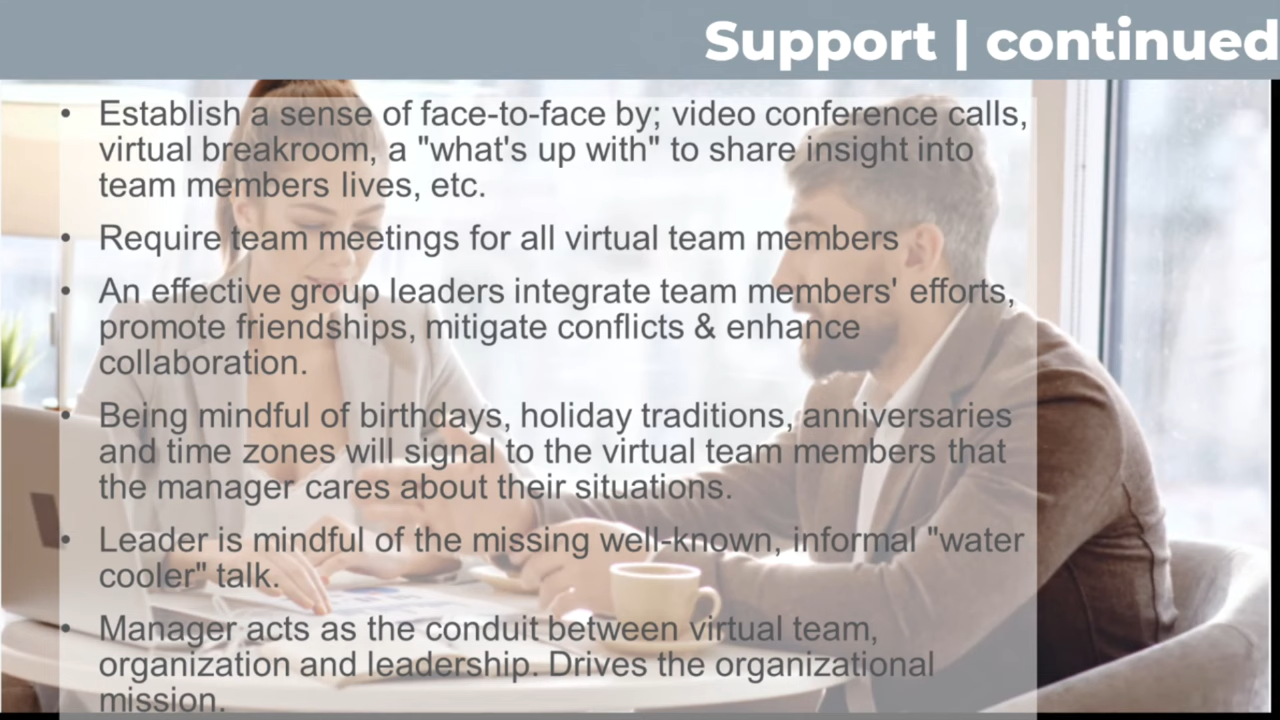 Support | continued
• Establish a sense of face-to-face by; video conference calls,
virtual breakroom, a "what's up with" to share insight into
team members lives, etc.
• Require team meetings for all virtual team members
• An effective group leaders integrate team members' efforts,
promote friendships, mitigate conflicts & enhance
collaboration.
• Being mindful of birthdays, holiday traditions, anniversaries
and time zones will signal to the virtual team members that
the manager cares about their situations.
• Leader is mindful of the missing well-known, informal "water
cooler" talk.
• Manager acts as the conduit between virtual team,
organization and leadership. Drives the organizational
mission.